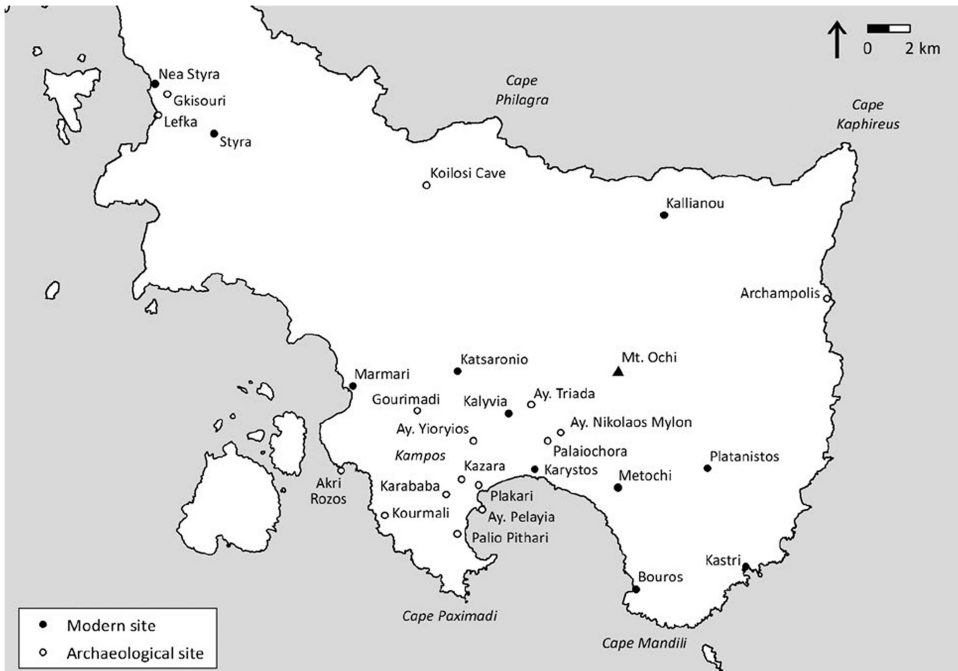 0 2 km
Cape
Philagra
Cape
Kaphireus
Nea Styra
Gkisouri
Lefka
Styra
Koilosi Cave
Kallianou
Archampolis
Mt. Ochi
Katsaronio
Marmari
Ay. Triada
Gourimadi
Kalyvia
Ay. Nikolaos Mylon
Ay. Yioryios
Kampos
Palaiochora
Platanistos
Karystos
Akri
Rozos
Kazara
Metochi
Karababa
Plakari
Kourmali
Ay. Pelayia
Palio Pithari
Kastri
Bouros
Cape Paximadi
Cape Mandili
Modern site
Archaeological site